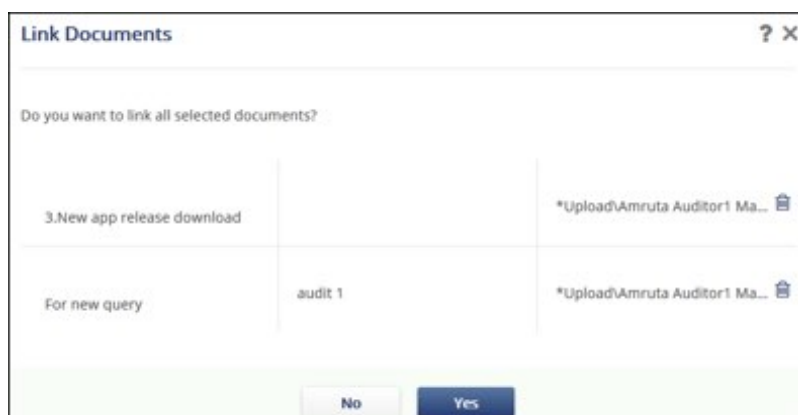 Link Documents ? X
Do you want to link all selected documents?
3.New app release download *Upload\Amruta Auditor1 Ma...
For new query audit 1 *Upload\Amruta Auditor1 Ma...
No Yes